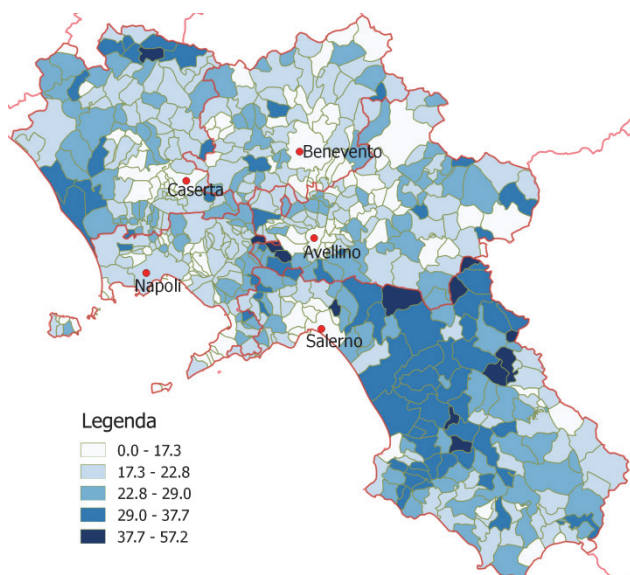 Benevento
Caserta
Avellino
Napoli
Salerno
Legenda
0.0 - 17.3
17.3 - 22.8
22.8 - 29.0
29.0 - 37.7
37.7 - 57.2